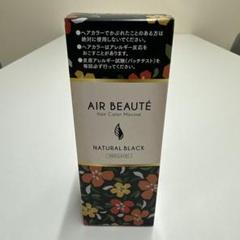 ●ヘアカラーでかぶれたことのある方は
絶対に使用しないでください。
●ヘアカラーはアレルギー反応を
おこすことがあります。
●皮膚アレルギー試験(パッチテスト)を
毎回必ず行ってください。
AIR BEAUTÉ
Hair Color Mousse
NATURAL BLACK